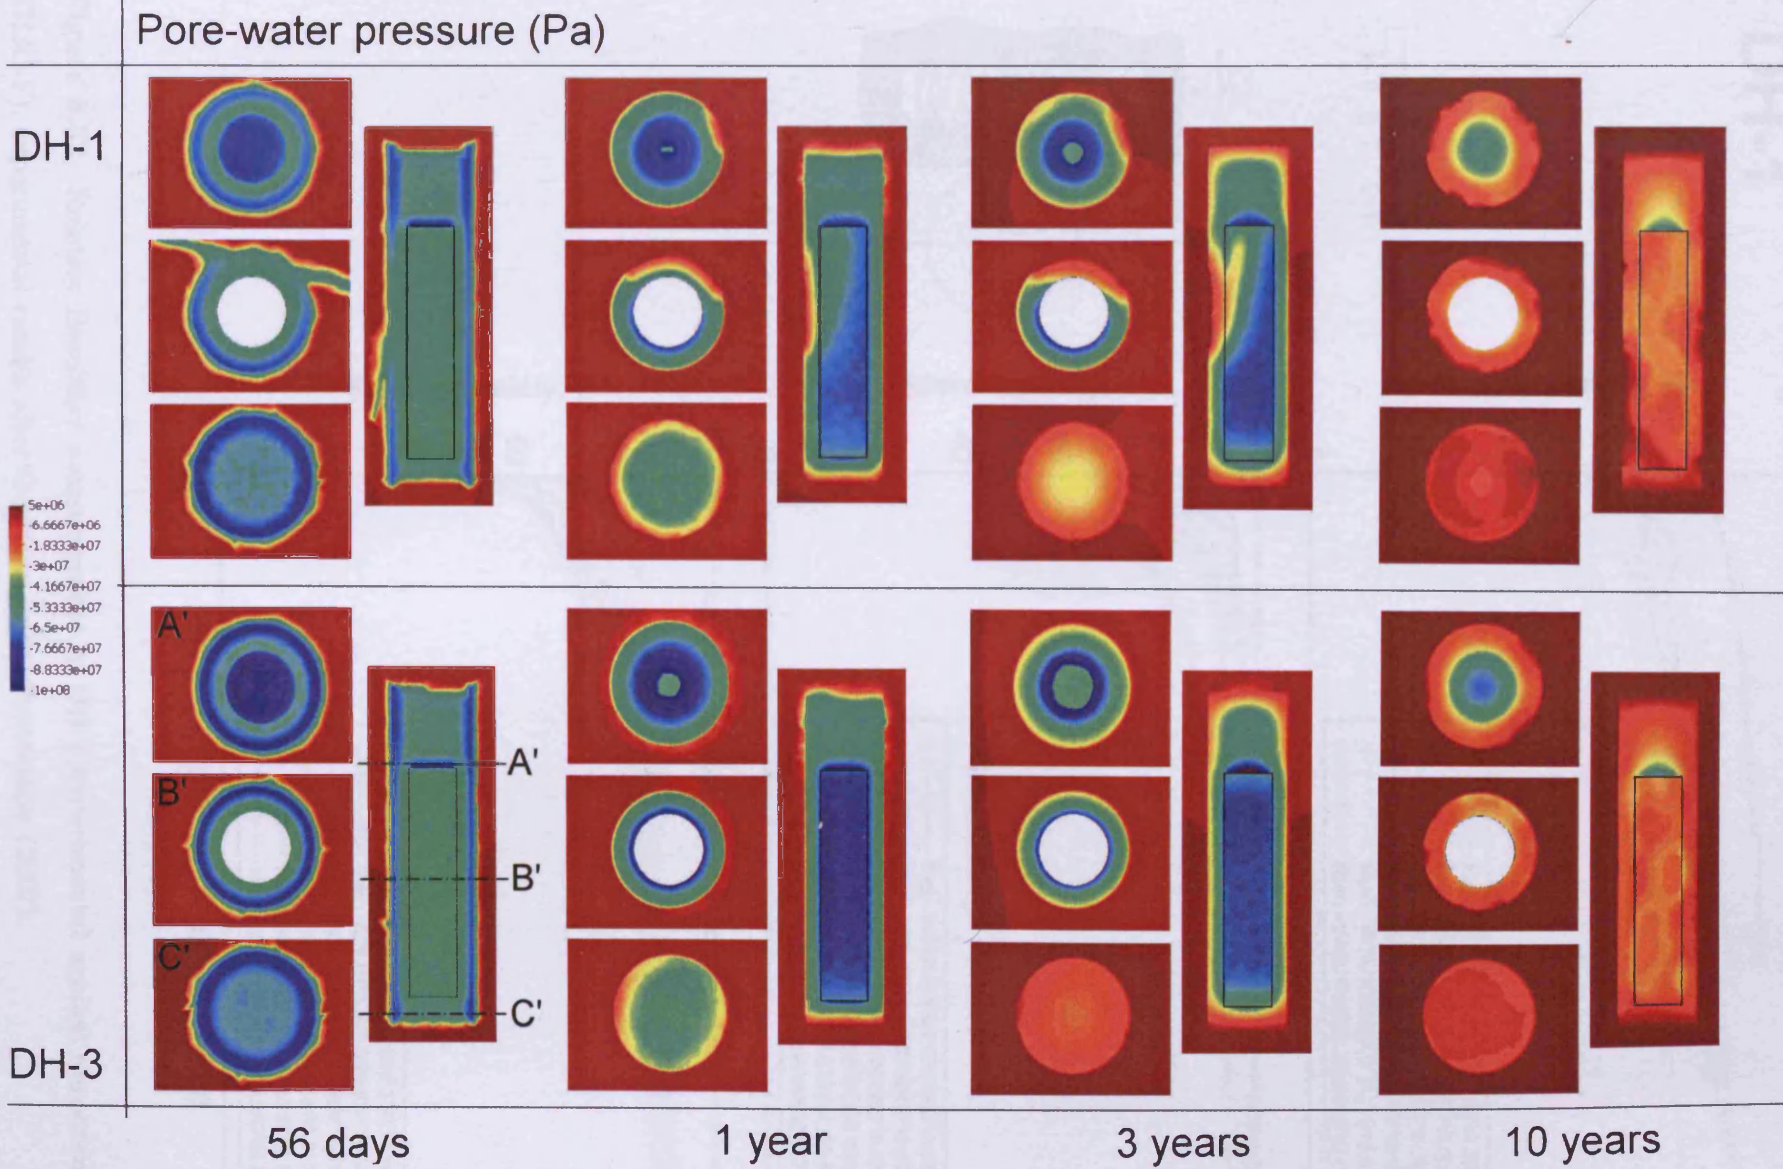 Pore-water pressure (Pa)
DH-1
5e+06
-6.6667e+06
-1.8333e+07
-3e+07
-4.1667e+07
-5.3333e+07
-6.5e+07
-7.6667e+07
-8.8333e+07
-1e+08
A'
B'
C'
A'
B'
C'
DH-3
56 days
1 year
3 years
10 years